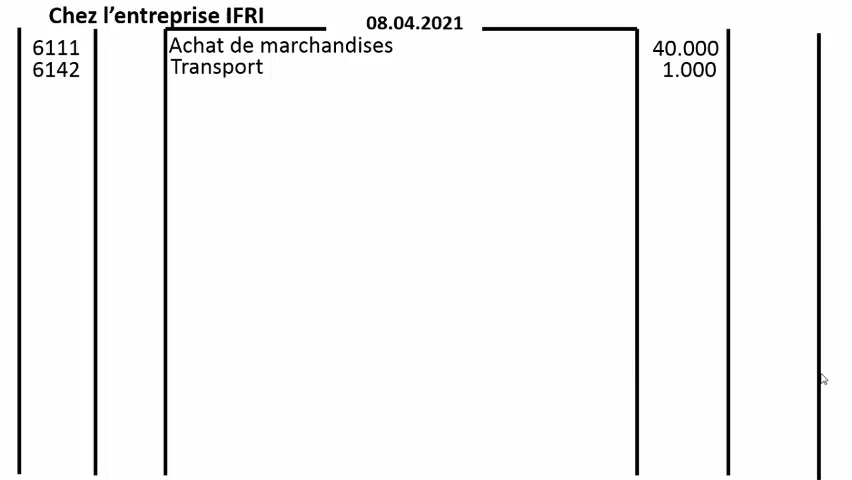 Chez l’entreprise IFRI
08.04.2021
6111 Achat de marchandises 40.000
6142 Transport 1.000